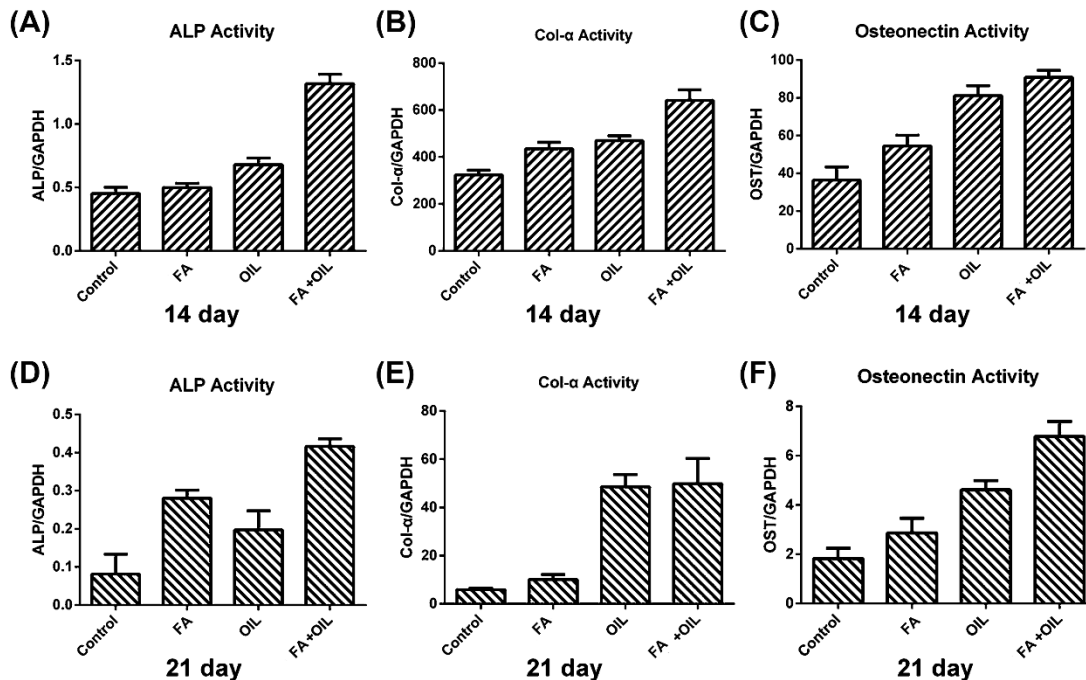 (A)
ALP Activity
ALP/GAPDH
1.5
1.0
0.5
0.0
Control
FA
OIL
FA +OIL
14 day
(B)
Col-α Activity
Col-α/GAPDH
800
600
400
200
0
Control
FA
OIL
FA +OIL
14 day
(C)
Osteonectin Activity
OST/GAPDH
100
80
60
40
20
0
Control
FA
OIL
FA +OIL
14 day
(D)
ALP Activity
ALP/GAPDH
0.5
0.4
0.3
0.2
0.1
0.0
Control
FA
OIL
FA +OIL
21 day
(E)
Col-α Activity
Col-α/GAPDH
80
60
40
20
0
Control
FA
OIL
FA +OIL
21 day
(F)
Osteonectin Activity
OST/GAPDH
8
6
4
2
0
Control
FA
OIL
FA +OIL
21 day